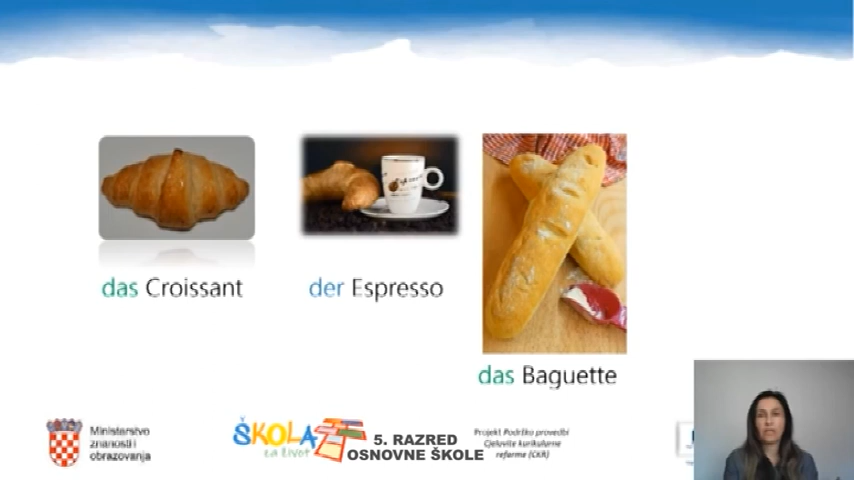 das Croissant
der Espresso
das Baguette
Ministarstvo
znanosti i
obrazovanja
ŠKOLA
za život
5. RAZRED
OSNOVNE ŠKOLE
Projekt Podrška provedbi
Cjelovite kurikularne
reforme (CKR)